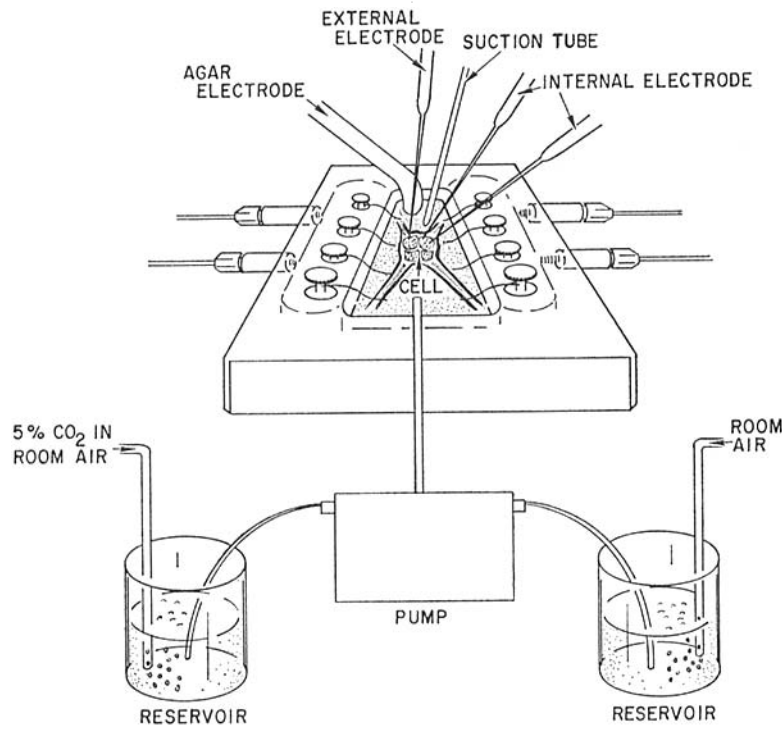 EXTERNAL
ELECTRODE
SUCTION TUBE
AGAR
ELECTRODE
INTERNAL ELECTRODE
CELL
5% CO₂ IN
ROOM AIR
ROOM
AIR
PUMP
RESERVOIR
RESERVOIR